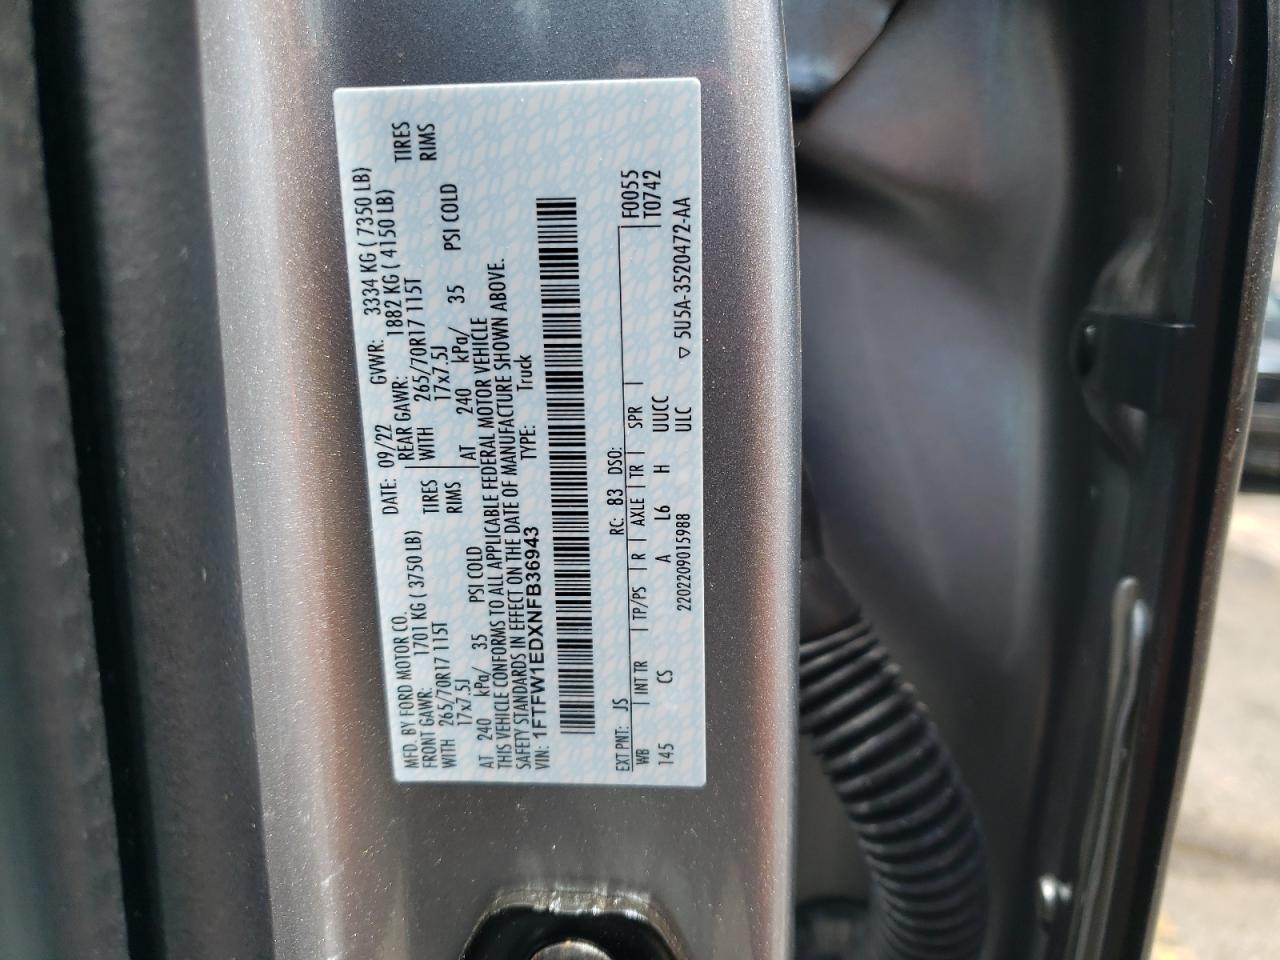 MFD. BY FORD MOTOR CO.
DATE: 09/22 GVWR: 3334 KG ( 7350 LB)
FRONT GAWR: 1701 KG ( 3750 LB) REAR GAWR: 1882 KG ( 4150 LB)
WITH 265/70R17 115T TIRES WITH 265/70R17 115T TIRES
17x7.5J RIMS 17x7.5J RIMS
AT 240 kPa/ 35 PSI COLD AT 240 kPa/ 35 PSI COLD
THIS VEHICLE CONFORMS TO ALL APPLICABLE FEDERAL MOTOR VEHICLE
SAFETY STANDARDS IN EFFECT ON THE DATE OF MANUFACTURE SHOWN ABOVE.
VIN: 1FTFW1EDXNFB36943 TYPE: Truck
EXT PNT: JS RC: 83 DSO: F0055
WB INT TR TP/PS R AXLE TR SPR T0742
145 CS A L6 H UUCC
2202209015988 ULC ▽ 5U5A-3520472-AA